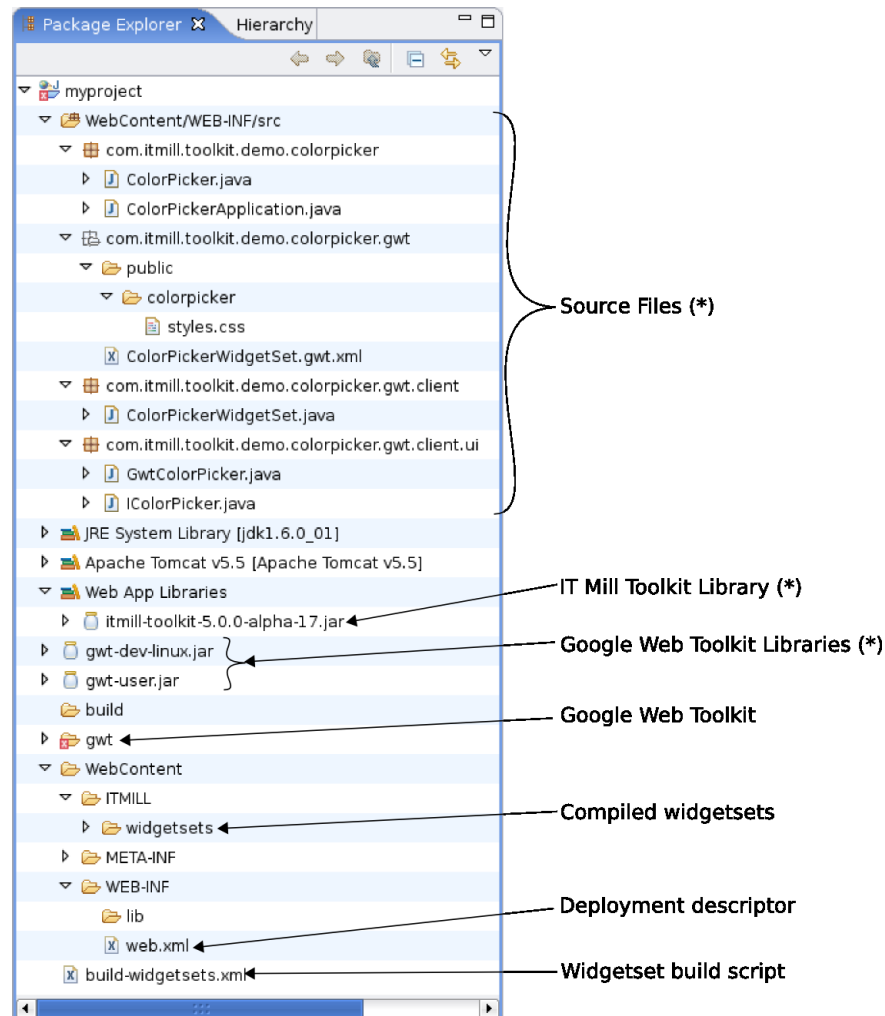 Package Explorer
Hierarchy
myproject
WebContent/WEB-INF/src
com.itmill.toolkit.demo.colorpicker
ColorPicker.java
ColorPickerApplication.java
com.itmill.toolkit.demo.colorpicker.gwt
public
colorpicker
Source Files (*)
styles.css
ColorPickerWidgetSet.gwt.xml
com.itmill.toolkit.demo.colorpicker.gwt.client
ColorPickerWidgetSet.java
com.itmill.toolkit.demo.colorpicker.gwt.client.ui
GwtColorPicker.java
IColorPicker.java
JRE System Library [jdk1.6.0_01]
Apache Tomcat v5.5 [Apache Tomcat v5.5]
Web App Libraries
IT Mill Toolkit Library (*)
itmill-toolkit-5.0.0-alpha-17.jar
gwt-dev-linux.jar
Google Web Toolkit Libraries (*)
gwt-user.jar
build
Google Web Toolkit
gwt
WebContent
ITMILL
widgetsets
Compiled widgetsets
META-INF
WEB-INF
lib
Deployment descriptor
web.xml
build-widgetsets.xml
Widgetset build script